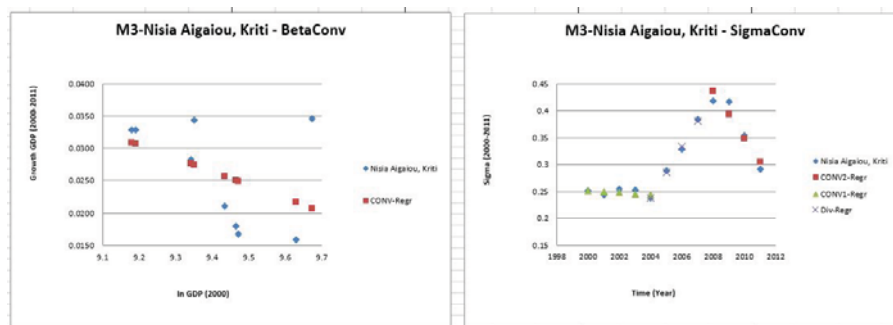 M3-Nisia Aigaiou, Kriti - BetaConv
Growth GDP (2000-2011)
0.0400
0.0350
0.0300
0.0250
0.0200
0.0150
9.1 9.2 9.3 9.4 9.5 9.6 9.7
ln GDP (2000)
Nisia Aigaiou, Kriti
CONV-Regr
M3-Nisia Aigaiou, Kriti - SigmaConv
Sigma (2000-2011)
0.45
0.4
0.35
0.3
0.25
0.2
0.15
1998 2000 2002 2004 2006 2008 2010 2012
Time (Year)
Nisia Aigaiou, Kriti
CONV2-Regr
CONV1-Regr
Div-Regr